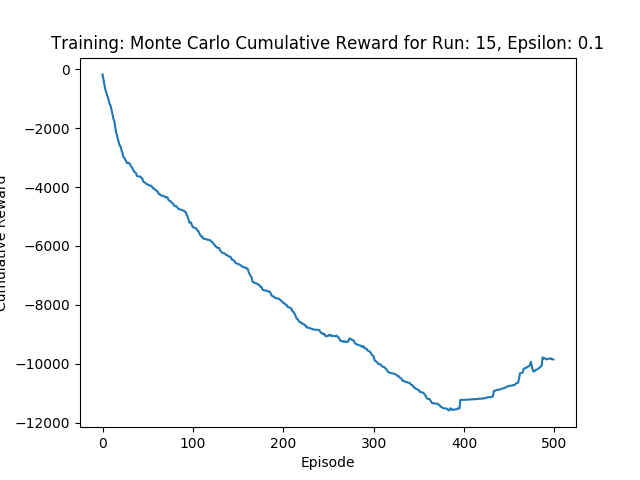 Training: Monte Carlo Cumulative Reward for Run: 15, Epsilon: 0.1
Cumulative Reward
0
−2000
−4000
−6000
−8000
−10000
−12000
0 100 200 300 400 500
Episode